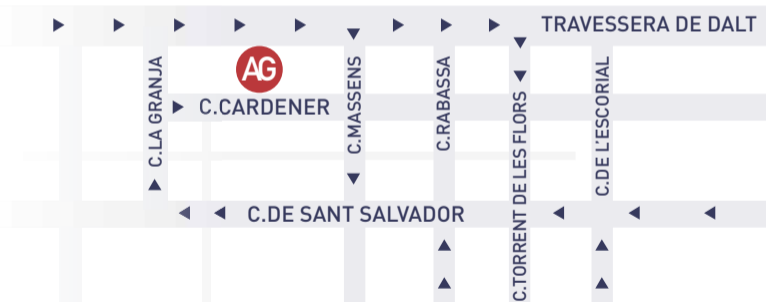 TRAVESSERA DE DALT
AG
C.LA GRANJA
C.CARDENER
C.MASSENS
C.RABASSA
C.TORRENT DE LES FLORS
C.DE L'ESCORIAL
C.DE SANT SALVADOR